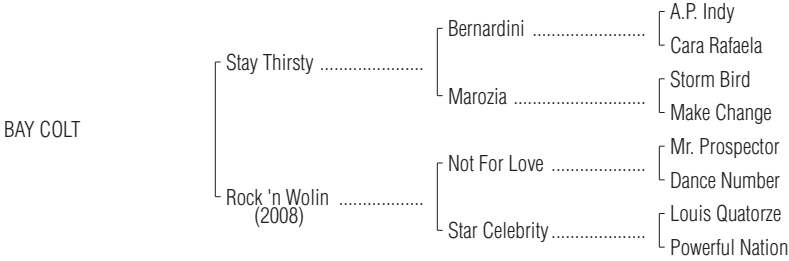 A.P. Indy
Bernardini ........................
Cara Rafaela
Stay Thirsty ......................
Storm Bird
Marozia ............................
Make Change
BAY COLT
Mr. Prospector
Not For Love ....................
Dance Number
Rock 'n Wolin ..................
(2008)
Louis Quatorze
Star Celebrity....................
Powerful Nation